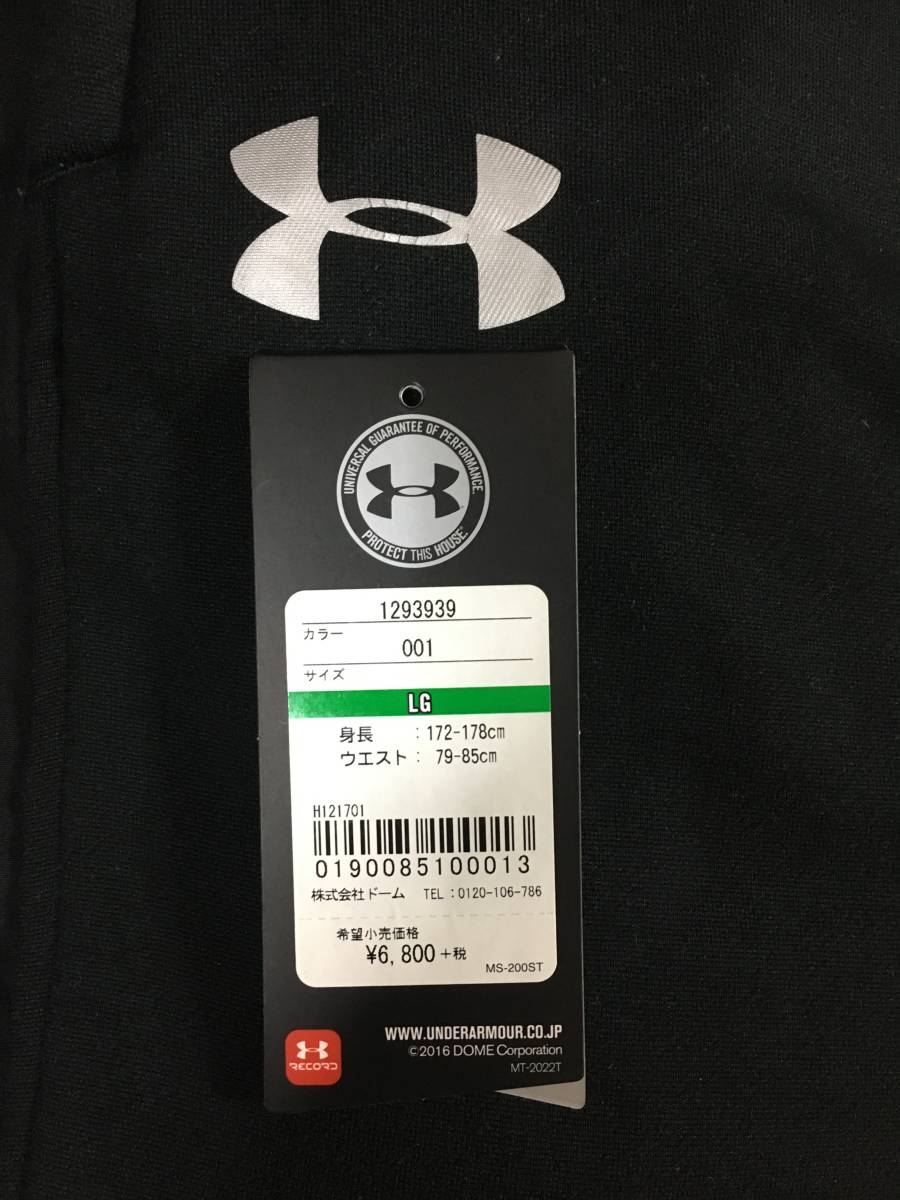 UNIVERSAL GUARANTEE OF PERFORMANCE.
PROTECT THIS HOUSE
1293939
カラー
001
サイズ
LG
身長 : 172-178cm
ウエスト : 79-85cm
H121701
0190085100013
株式会社ドーム TEL : 0120-106-786
希望小売価格
¥6,800 +税
MS-200ST
WWW.UNDERARMOUR.CO.JP
©2016 DOME Corporation
RECORD
MT-2022T